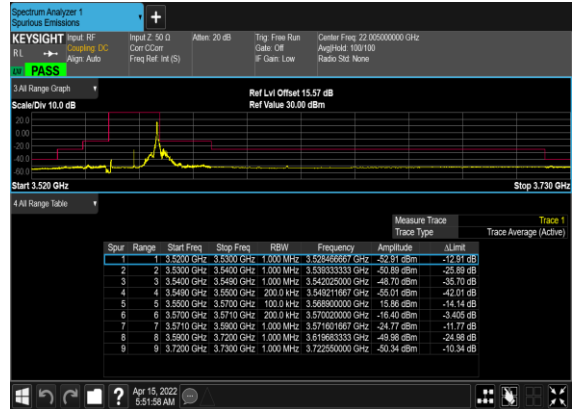 Spectrum Analyzer 1
Spurious Emissions
KEYSIGHT Input: RF Input Z: 50 Ω Atten: 20 dB Trig: Free Run Center Freq: 22.005000000 GHz
RL Coupling: DC Corr CCorr Gate: Off Avg|Hold: 100/100
Align: Auto Freq Ref: Int (S) IF Gain: Low Radio Std: None
PASS
3 All Range Graph
Ref Lvl Offset 15.57 dB
Scale/Div 10.0 dB Ref Value 30.00 dBm
20.0
0.00
-20.0
-40.0
-60.0
Start 3.520 GHz Stop 3.730 GHz
4 All Range Table
Measure Trace Trace 1
Trace Type Trace Average (Active)
Spur Range Start Freq Stop Freq RBW Frequency Amplitude ΔLimit
1 1 3.5200 GHz 3.5300 GHz 1.000 MHz 3.528466667 GHz -52.91 dBm -12.91 dB
2 2 3.5300 GHz 3.5400 GHz 1.000 MHz 3.539333333 GHz -50.89 dBm -25.89 dB
3 3 3.5400 GHz 3.5490 GHz 1.000 MHz 3.542025000 GHz -48.70 dBm -35.70 dB
4 4 3.5490 GHz 3.5500 GHz 200.0 kHz 3.549211667 GHz -55.01 dBm -42.01 dB
5 5 3.5500 GHz 3.5700 GHz 100.0 kHz 3.568900000 GHz 15.86 dBm -14.14 dB
6 6 3.5700 GHz 3.5710 GHz 200.0 kHz 3.570020000 GHz -16.40 dBm -3.405 dB
7 7 3.5710 GHz 3.5900 GHz 1.000 MHz 3.571601667 GHz -24.77 dBm -11.77 dB
8 8 3.5900 GHz 3.7200 GHz 1.000 MHz 3.619683333 GHz -49.98 dBm -24.98 dB
9 9 3.7200 GHz 3.7300 GHz 1.000 MHz 3.722550000 GHz -50.34 dBm -10.34 dB
Apr 15, 2022
5:51:58 AM